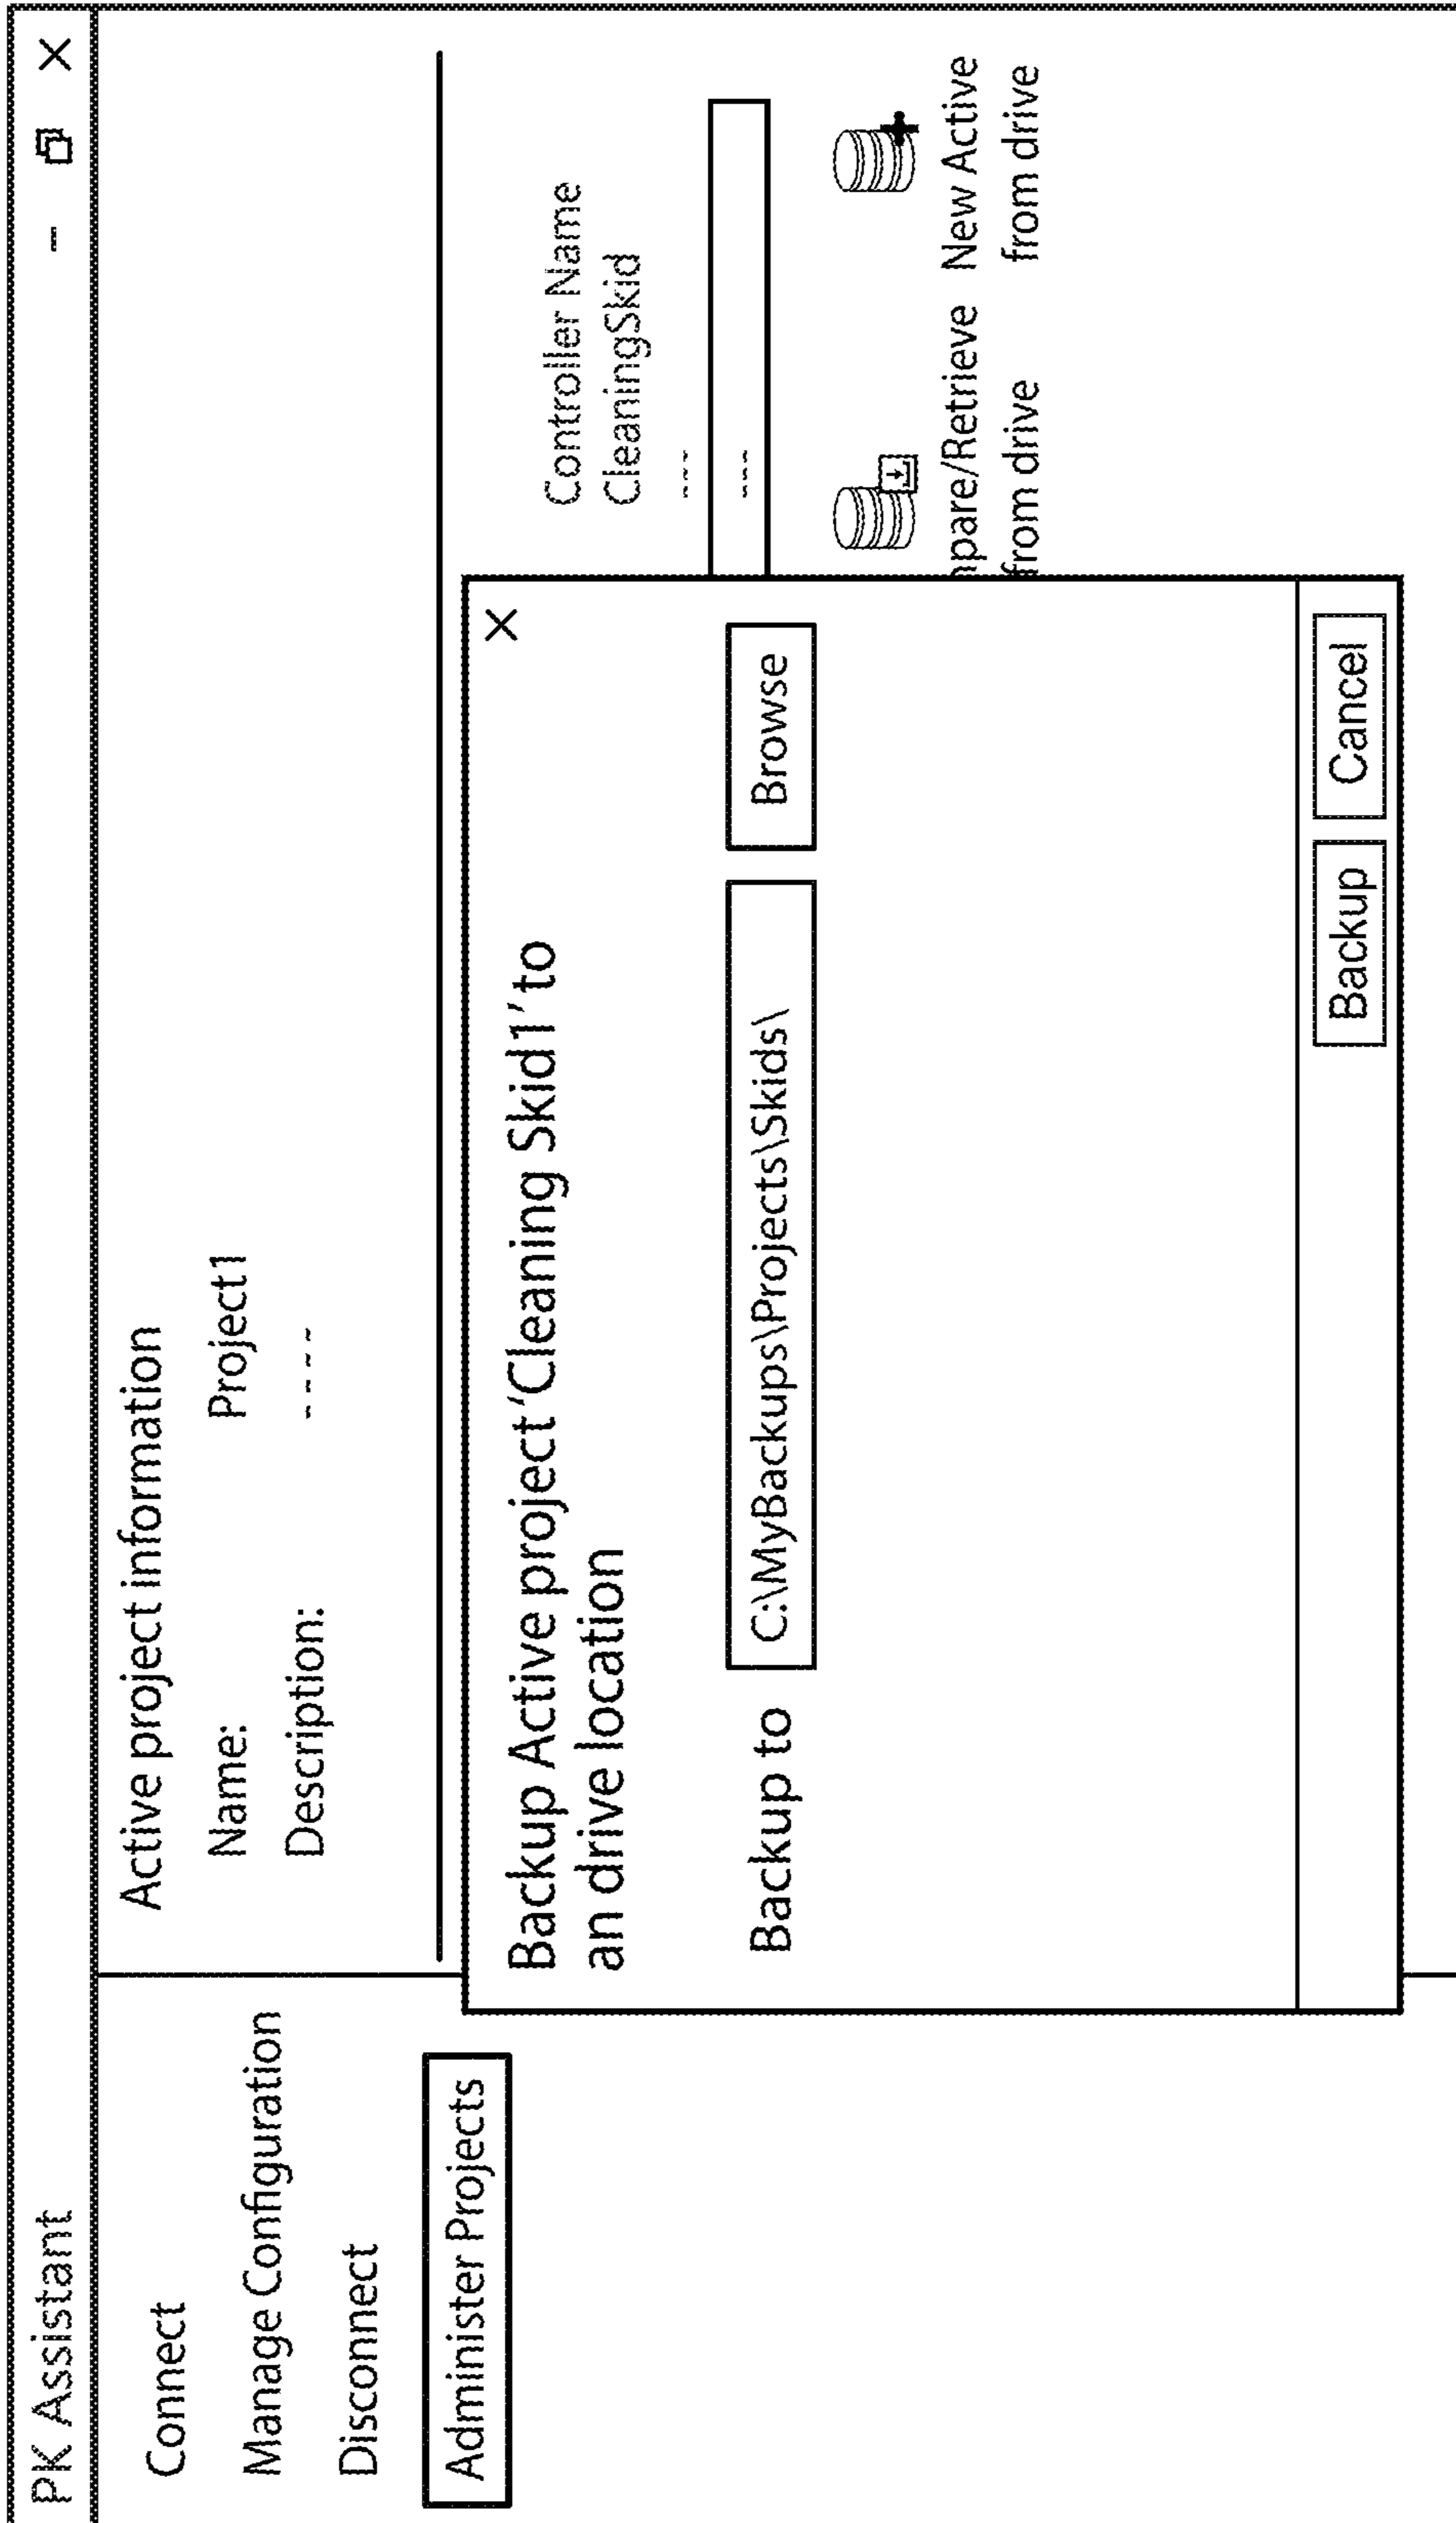 PK Assistant
Connect
Manage Configuration
Disconnect
Administer Projects
Active project information
Name: Project1
Description: ----
Controller Name
CleaningSkid
---
---
Backup Active project ‘Cleaning Skid1’ to
an drive location
Backup to C:\MyBackups\Projects\Skids\ Browse
Backup Cancel
npare/Retrieve
from drive
New Active
from drive